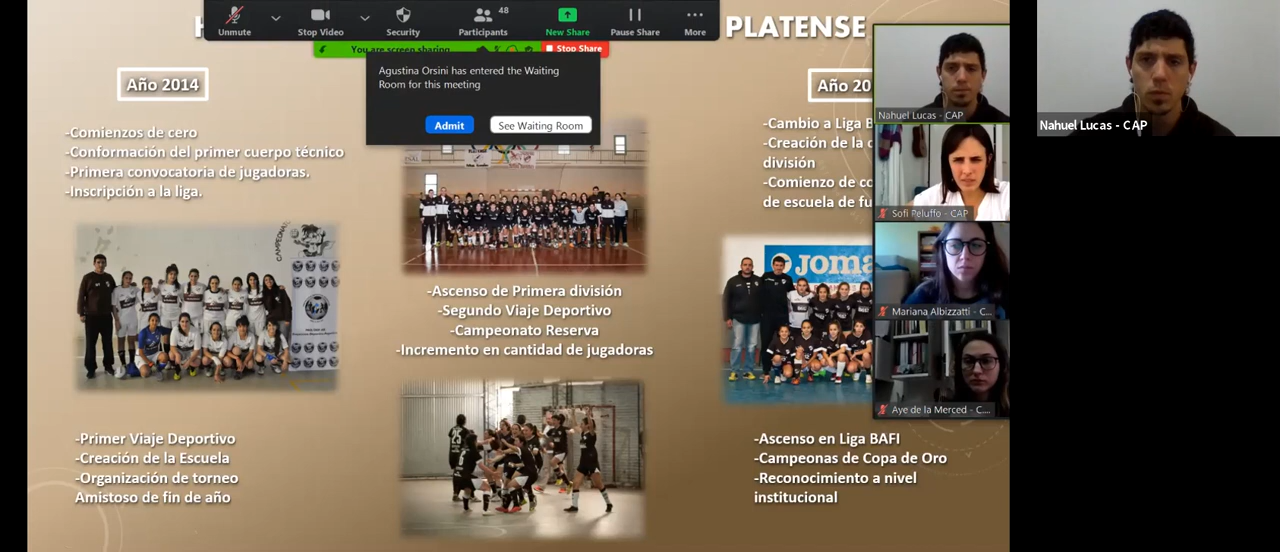 Unmute
Stop Video
Security
Participants
48
New Share
Pause Share
More
You are screen sharing
Stop Share
PLATENSE
Agustina Orsini has entered the Waiting
Room for this meeting
Admit
See Waiting Room
Año 2014
-Comienzos de cero
-Conformación del primer cuerpo técnico
-Primera convocatoria de jugadoras.
-Inscripción a la liga.
-Primer Viaje Deportivo
-Creación de la Escuela
-Organización de torneo
Amistoso de fin de año
-Ascenso de Primera división
-Segundo Viaje Deportivo
-Campeonato Reserva
-Incremento en cantidad de jugadoras
25
Año 20
-Cambio a Liga B
-Creación de la
división
-Comienzo de co
de escuela de fu
JOMA
-Ascenso en Liga BAFI
-Campeonas de Copa de Oro
-Reconocimiento a nivel
institucional
Nahuel Lucas - CAP
Sofi Peluffo - CAP
Mariana Albizzatti - C...
Aye de la Merced - C....
Nahuel Lucas - CAP